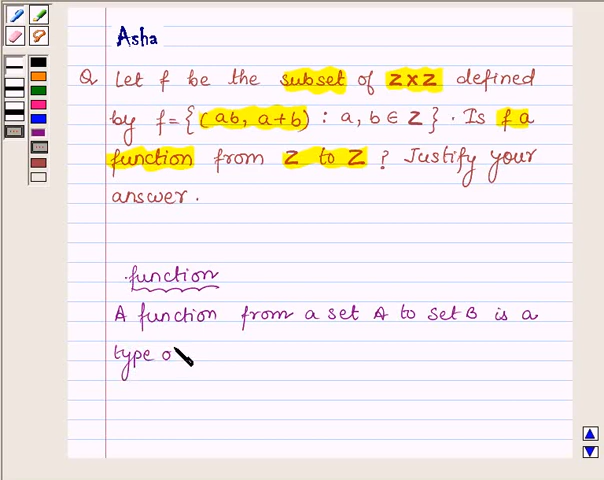 Asha
Q Let f be the subset of Z×Z defined
by f = { (ab, a+b) : a, b ∈ Z } . Is f a
function from Z to Z ? Justify your
answer.
function
A function from a set A to set B is a
type o